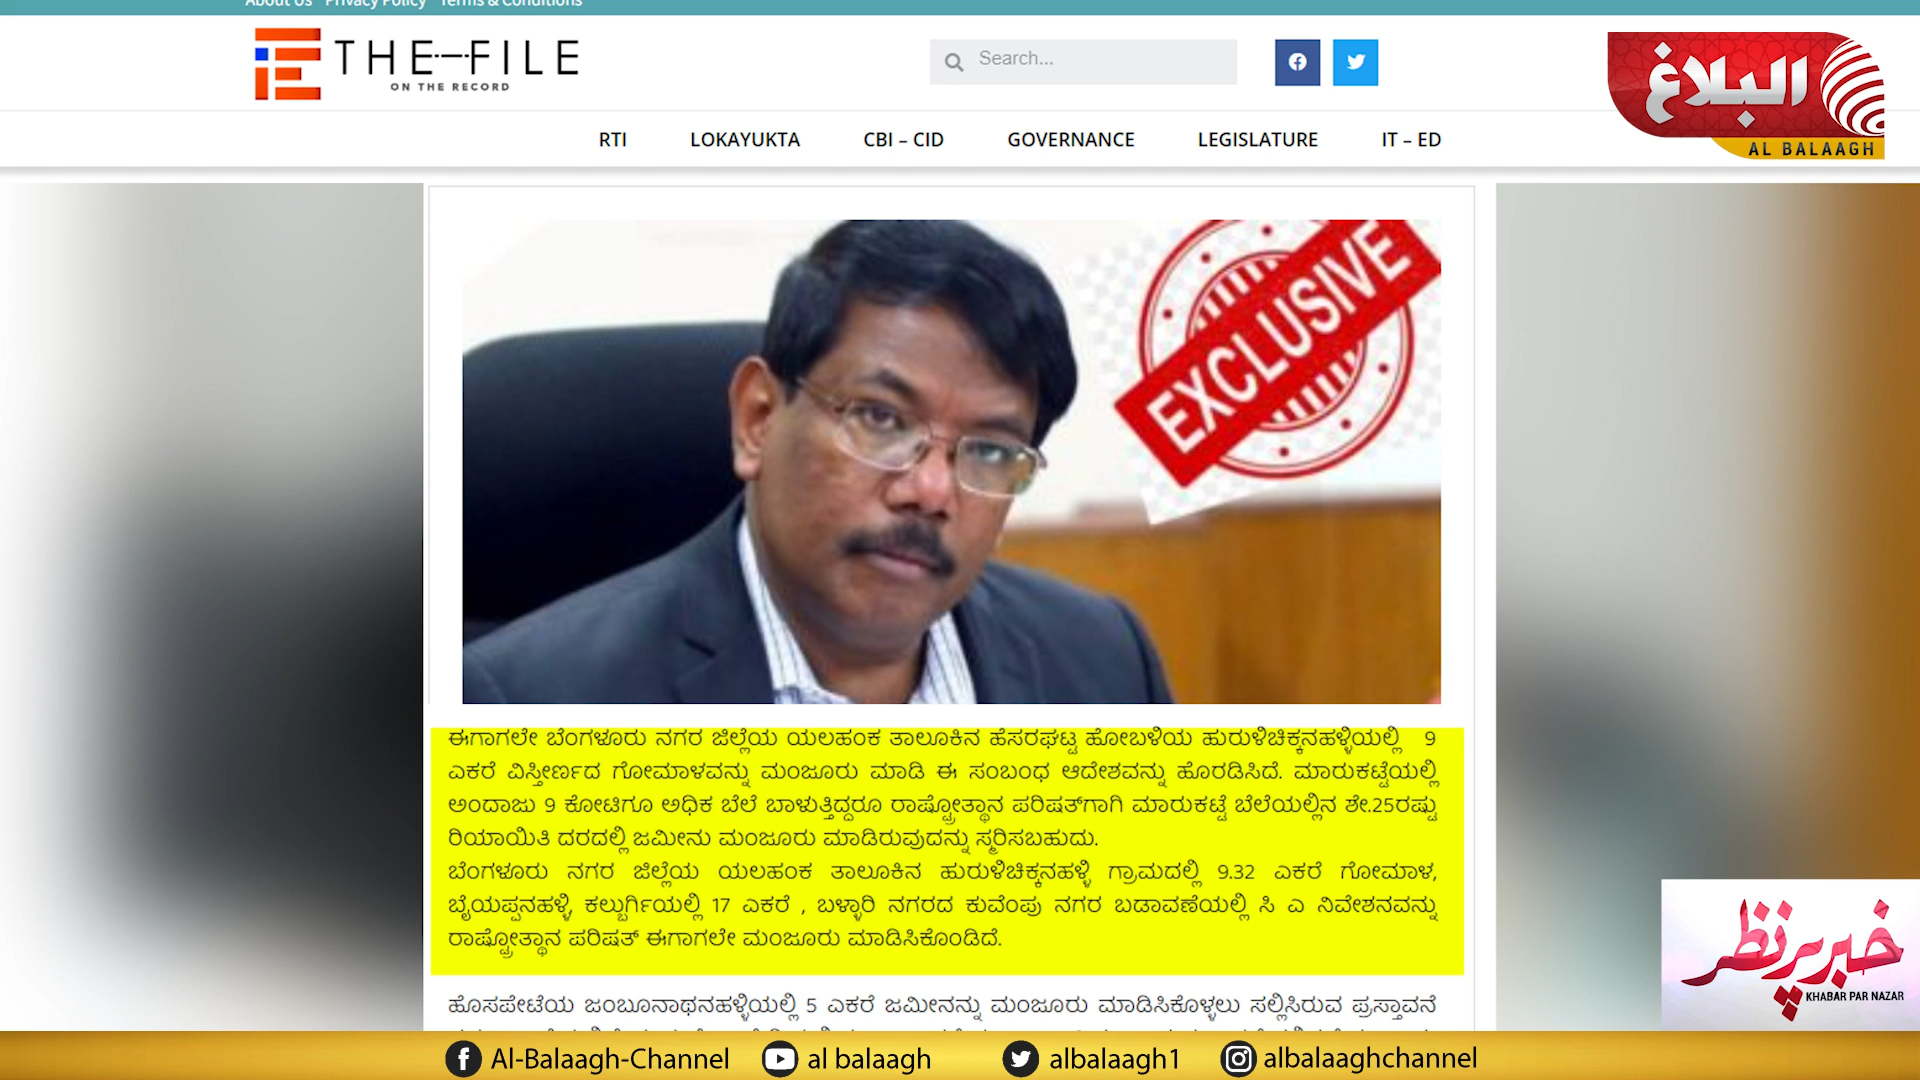 About Us Privacy Policy Terms & Conditions
THE-FILE
ON THE RECORD
Search...
البلاغ
AL BALAAGH
RTI LOKAYUKTA CBI – CID GOVERNANCE LEGISLATURE IT – ED
EXCLUSIVE
ಈಗಾಗಲೇ ಬೆಂಗಳೂರು ನಗರ ಜಿಲ್ಲೆಯ ಯಲಹಂಕ ತಾಲೂಕಿನ ಹೆಸರಘಟ್ಟ ಹೋಬಳಿಯ ಹುರುಳಿಚಿಕ್ಕನಹಳ್ಳಿಯಲ್ಲಿ 9
ಎಕರೆ ವಿಸ್ತೀರ್ಣದ ಗೋಮಾಳವನ್ನು ಮಂಜೂರು ಮಾಡಿ ಈ ಸಂಬಂಧ ಆದೇಶವನ್ನು ಹೊರಡಿಸಿದೆ. ಮಾರುಕಟ್ಟೆಯಲ್ಲಿ
ಅಂದಾಜು 9 ಕೋಟಿಗೂ ಅಧಿಕ ಬೆಲೆ ಬಾಳುತ್ತಿದ್ದರೂ ರಾಷ್ಟ್ರೋತ್ಥಾನ ಪರಿಷತ್‌ಗಾಗಿ ಮಾರುಕಟ್ಟೆ ಬೆಲೆಯಲ್ಲಿನ ಶೇ.25ರಷ್ಟು
ರಿಯಾಯಿತಿ ದರದಲ್ಲಿ ಜಮೀನು ಮಂಜೂರು ಮಾಡಿರುವುದನ್ನು ಸ್ಮರಿಸಬಹುದು.
ಬೆಂಗಳೂರು ನಗರ ಜಿಲ್ಲೆಯ ಯಲಹಂಕ ತಾಲೂಕಿನ ಹುರುಳಿಚಿಕ್ಕನಹಳ್ಳಿ ಗ್ರಾಮದಲ್ಲಿ 9.32 ಎಕರೆ ಗೋಮಾಳ,
ಬೈಯಪ್ಪನಹಳ್ಳಿ, ಕಲ್ಬುರ್ಗಿಯಲ್ಲಿ 17 ಎಕರೆ , ಬಳ್ಳಾರಿ ನಗರದ ಕುವೆಂಪು ನಗರ ಬಡಾವಣೆಯಲ್ಲಿ ಸಿ ಎ ನಿವೇಶನವನ್ನು
ರಾಷ್ಟ್ರೋತ್ಥಾನ ಪರಿಷತ್ ಈಗಾಗಲೇ ಮಂಜೂರು ಮಾಡಿಸಿಕೊಂಡಿದೆ.
ಹೊಸಪೇಟೆಯ ಜಂಬೂನಾಥನಹಳ್ಳಿಯಲ್ಲಿ 5 ಎಕರೆ ಜಮೀನನ್ನು ಮಂಜೂರು ಮಾಡಿಸಿಕೊಳ್ಳಲು ಸಲ್ಲಿಸಿರುವ ಪ್ರಸ್ತಾವನೆ
خبر پر نظر
KHABAR PAR NAZAR
Al-Balaagh-Channel al balaagh albalaagh1 albalaaghchannel